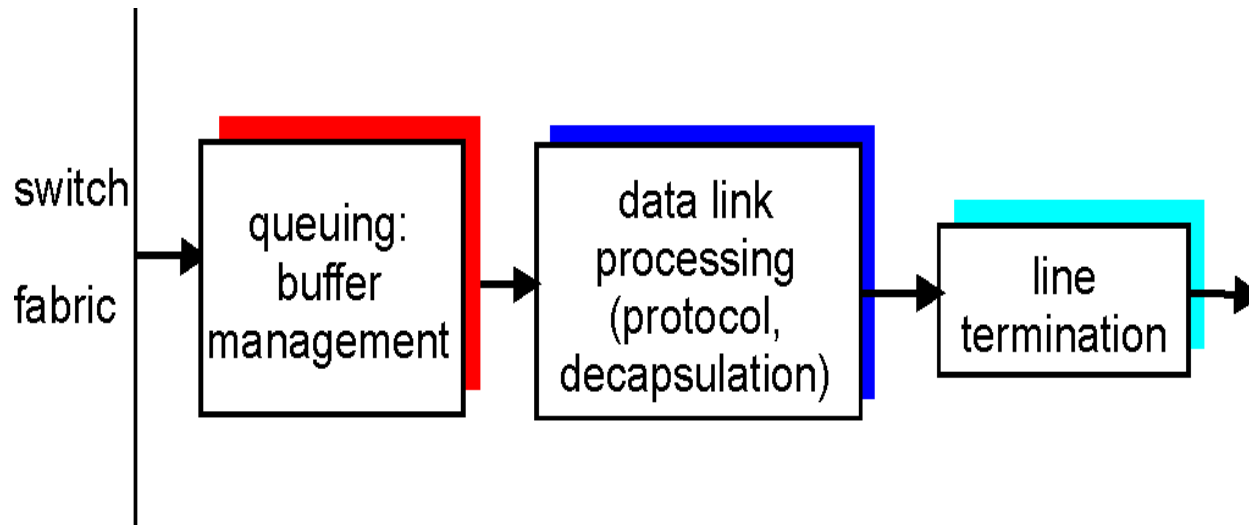 switch
fabric
queuing:
buffer
management
data link
processing
(protocol,
decapsulation)
line
termination